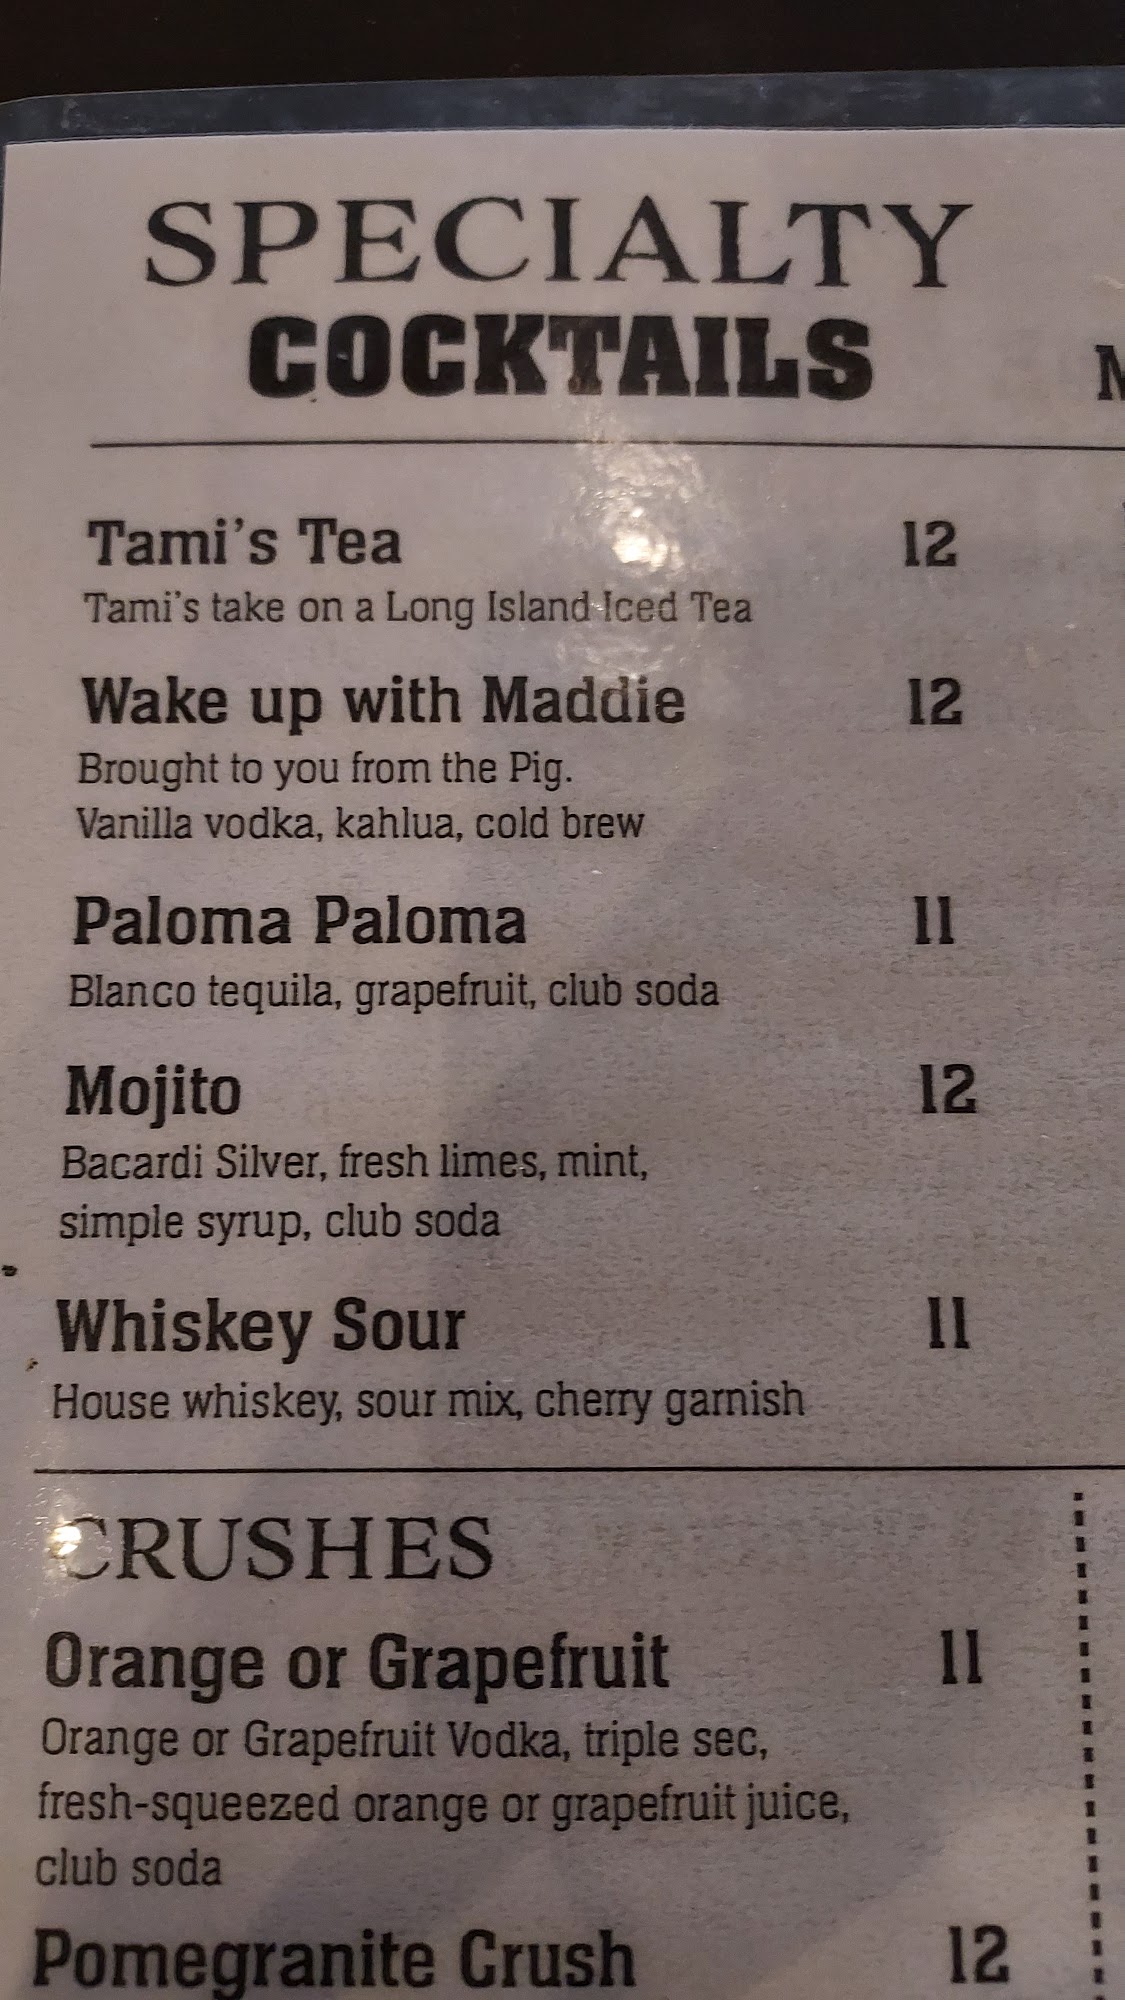 SPECIALTY
COCKTAILS
Tami's Tea 12
Tami's take on a Long Island Iced Tea
Wake up with Maddie 12
Brought to you from the Pig.
Vanilla vodka, kahlua, cold brew
Paloma Paloma 11
Blanco tequila, grapefruit, club soda
Mojito 12
Bacardi Silver, fresh limes, mint,
simple syrup, club soda
Whiskey Sour 11
House whiskey, sour mix, cherry garnish
CRUSHES
Orange or Grapefruit 11
Orange or Grapefruit Vodka, triple sec,
fresh-squeezed orange or grapefruit juice,
club soda
Pomegranite Crush 12